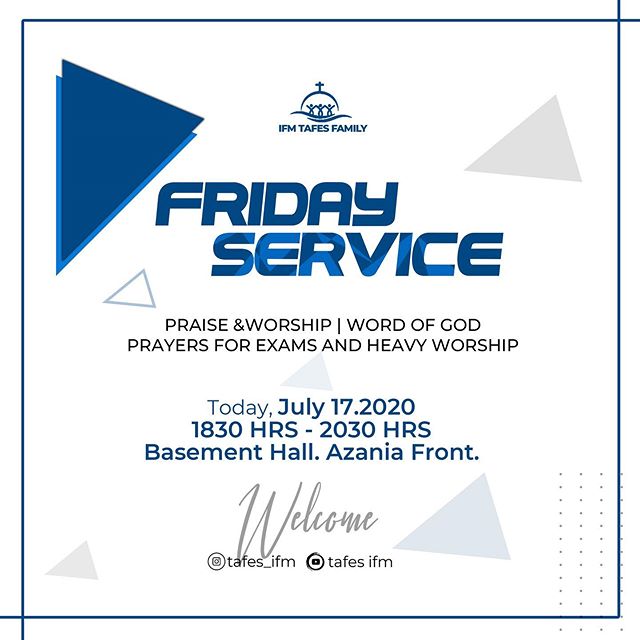 IFM TAFES FAMILY
FRIDAY
SERVICE
PRAISE &WORSHIP | WORD OF GOD
PRAYERS FOR EXAMS AND HEAVY WORSHIP
Today, July 17.2020
1830 HRS - 2030 HRS
Basement Hall. Azania Front.
Welcome
tafes_ifm tafes ifm